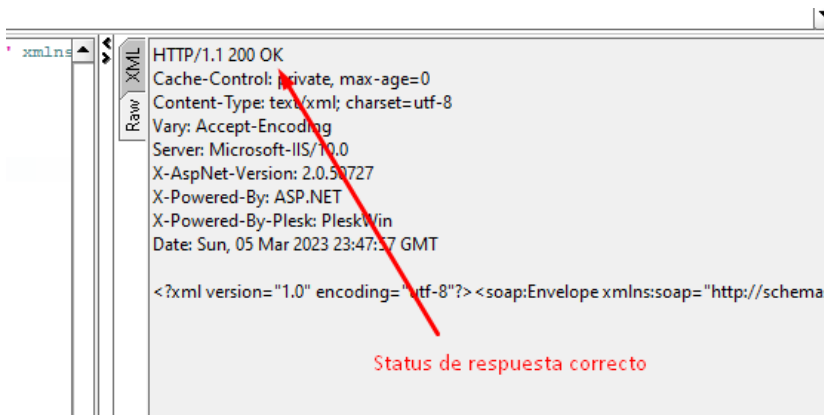 ' xmlns
XML
Raw
HTTP/1.1 200 OK
Cache-Control: private, max-age=0
Content-Type: text/xml; charset=utf-8
Vary: Accept-Encoding
Server: Microsoft-IIS/10.0
X-AspNet-Version: 2.0.50727
X-Powered-By: ASP.NET
X-Powered-By-Plesk: PleskWin
Date: Sun, 05 Mar 2023 23:47:57 GMT
<?xml version="1.0" encoding="utf-8"?><soap:Envelope xmlns:soap="http://schema
Status de respuesta correcto